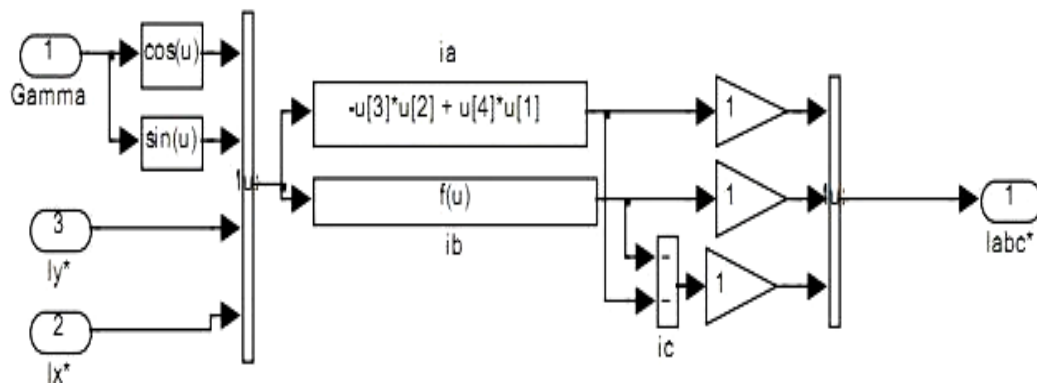 1
Gamma
cos(u)
sin(u)
3
Iy*
2
Ix*
ia
-u[3]*u[2] + u[4]*u[1]
f(u)
ib
1
1
1
-
-
ic
1
Iabc*